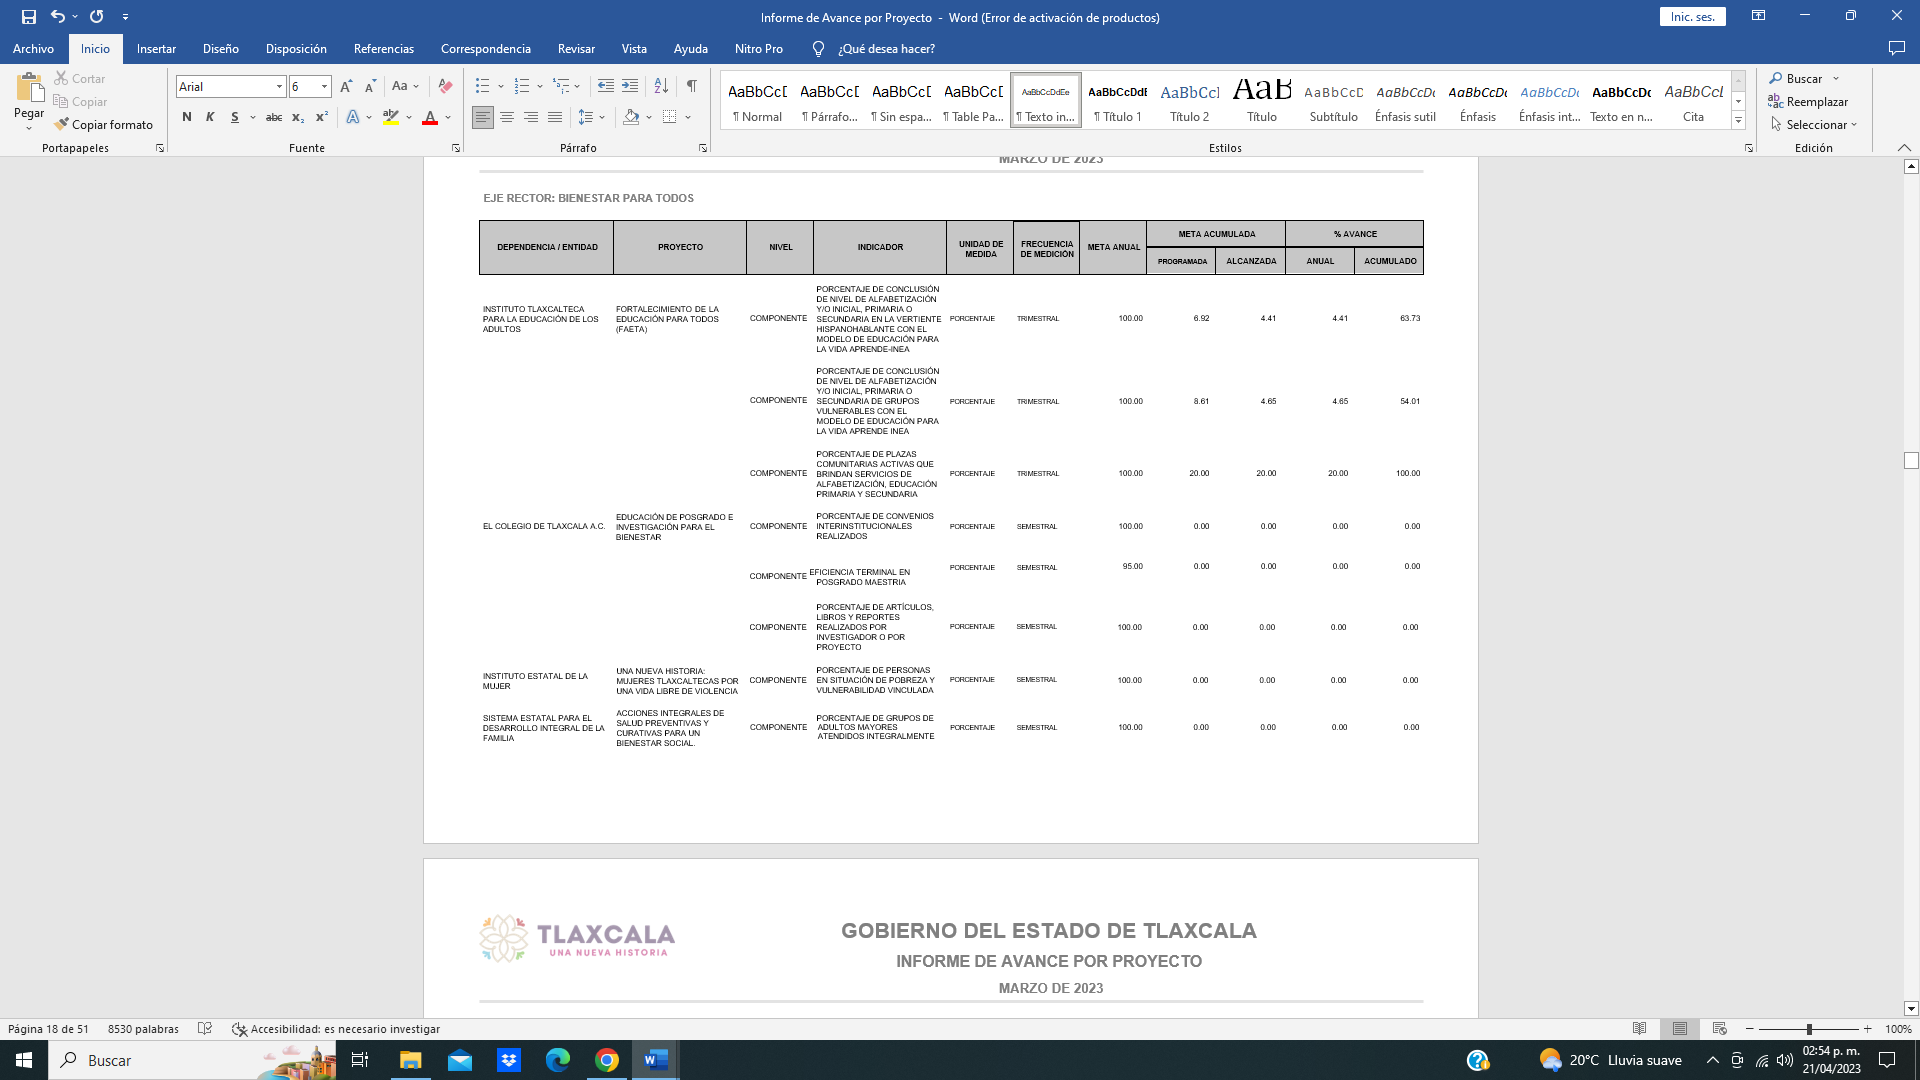 Informe de Avance por Proyecto - Word (Error de activación de productos)
Inic. ses.
Archivo Inicio Insertar Diseño Disposición Referencias Correspondencia Revisar Vista Ayuda Nitro Pro ¿Qué desea hacer?
Pegar
Cortar
Copiar
Copiar formato
Portapapeles
Arial 6
Aa
N K S abc x₂ x² A ab A
Fuente
Párrafo
AaBbCcI AaBbCcI AaBbCcI AaBbCcI AaBbCcDdEe AaBbCcDdE AaBbCcI AaB AaBbCcD AaBbCcDc AaBbCcDc AaBbCcDc AaBbCcDc AaBbCcL
¶ Normal ¶ Párrafo... ¶ Sin espa... ¶ Table Pa... ¶ Texto in... ¶ Título 1 Título 2 Título Subtítulo Énfasis sutil Énfasis Énfasis int... Texto en n... Cita
Estilos
Buscar
Reemplazar
Seleccionar
Edición
MARZO DE 2023
EJE RECTOR: BIENESTAR PARA TODOS
DEPENDENCIA / ENTIDAD PROYECTO NIVEL INDICADOR UNIDAD DE MEDIDA FRECUENCIA DE MEDICIÓN META ANUAL META ACUMULADA % AVANCE
PROGRAMADA ALCANZADA ANUAL ACUMULADO
INSTITUTO TLAXCALTECA
PARA LA EDUCACIÓN DE LOS
ADULTOS
FORTALECIMIENTO DE LA
EDUCACIÓN PARA TODOS
(FAETA)
COMPONENTE
PORCENTAJE DE CONCLUSIÓN
DE NIVEL DE ALFABETIZACIÓN
Y/O INICIAL, PRIMARIA O
SECUNDARIA EN LA VERTIENTE
HISPANOHABLANTE CON EL
MODELO DE EDUCACIÓN PARA
LA VIDA APRENDE-INEA
PORCENTAJE TRIMESTRAL 100.00 6.92 4.41 4.41 63.73
COMPONENTE
PORCENTAJE DE CONCLUSIÓN
DE NIVEL DE ALFABETIZACIÓN
Y/O INICIAL, PRIMARIA O
SECUNDARIA DE GRUPOS
VULNERABLES CON EL
MODELO DE EDUCACIÓN PARA
LA VIDA APRENDE INEA
PORCENTAJE TRIMESTRAL 100.00 8.61 4.65 4.65 54.01
COMPONENTE
PORCENTAJE DE PLAZAS
COMUNITARIAS ACTIVAS QUE
BRINDAN SERVICIOS DE
ALFABETIZACIÓN, EDUCACIÓN
PRIMARIA Y SECUNDARIA
PORCENTAJE TRIMESTRAL 100.00 20.00 20.00 20.00 100.00
EL COLEGIO DE TLAXCALA A.C.
EDUCACIÓN DE POSGRADO E
INVESTIGACIÓN PARA EL
BIENESTAR
COMPONENTE
PORCENTAJE DE CONVENIOS
INTERINSTITUCIONALES
REALIZADOS
PORCENTAJE SEMESTRAL 100.00 0.00 0.00 0.00 0.00
COMPONENTE
EFICIENCIA TERMINAL EN
POSGRADO MAESTRIA
PORCENTAJE SEMESTRAL 95.00 0.00 0.00 0.00 0.00
COMPONENTE
PORCENTAJE DE ARTÍCULOS,
LIBROS Y REPORTES
REALIZADOS POR
INVESTIGADOR O POR
PROYECTO
PORCENTAJE SEMESTRAL 100.00 0.00 0.00 0.00 0.00
INSTITUTO ESTATAL DE LA
MUJER
UNA NUEVA HISTORIA:
MUJERES TLAXCALTECAS POR
UNA VIDA LIBRE DE VIOLENCIA
COMPONENTE
PORCENTAJE DE PERSONAS
EN SITUACIÓN DE POBREZA Y
VULNERABILIDAD VINCULADA
PORCENTAJE SEMESTRAL 100.00 0.00 0.00 0.00 0.00
SISTEMA ESTATAL PARA EL
DESARROLLO INTEGRAL DE LA
FAMILIA
ACCIONES INTEGRALES DE
SALUD PREVENTIVAS Y
CURATIVAS PARA UN
BIENESTAR SOCIAL.
COMPONENTE
PORCENTAJE DE GRUPOS DE
ADULTOS MAYORES
ATENDIDOS INTEGRALMENTE
PORCENTAJE SEMESTRAL 100.00 0.00 0.00 0.00 0.00
TLAXCALA
UNA NUEVA HISTORIA
GOBIERNO DEL ESTADO DE TLAXCALA
INFORME DE AVANCE POR PROYECTO
MARZO DE 2023
Página 18 de 51 8530 palabras Accesibilidad: es necesario investigar 100%
Buscar
20°C Lluvia suave
02:54 p. m.
21/04/2023